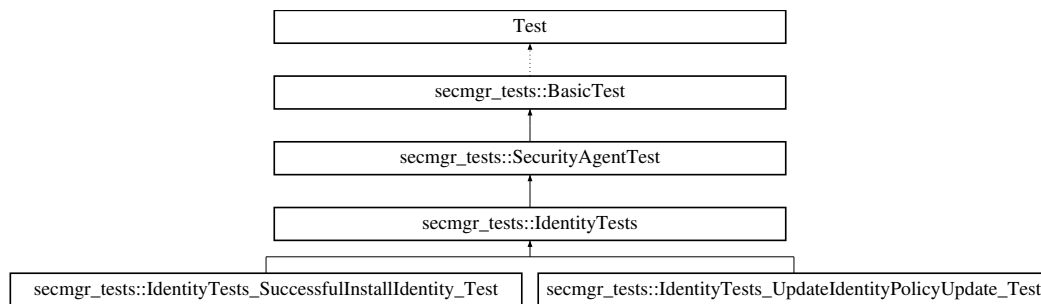 Test
secmgr_tests::BasicTest
secmgr_tests::SecurityAgentTest
secmgr_tests::IdentityTests
secmgr_tests::IdentityTests_SuccessfulInstallIdentity_Test
secmgr_tests::IdentityTests_UpdateIdentityPolicyUpdate_Test